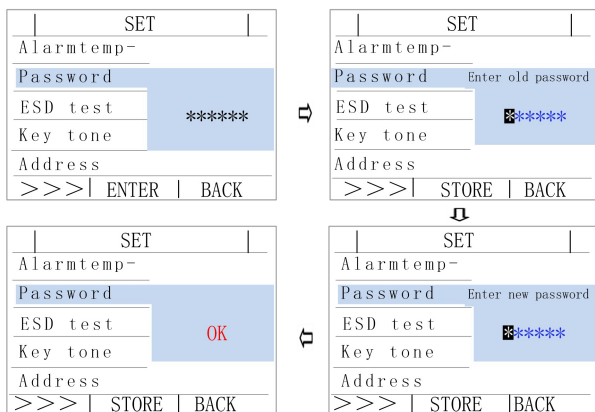 SET
Alarmtemp-
Password
ESD test
******
Key tone
Address
>>> ENTER BACK
SET
Alarmtemp-
Password Enter old password
ESD test
******
Key tone
Address
>>> STORE BACK
SET
Alarmtemp-
Password
ESD test
OK
Key tone
Address
>>> STORE BACK
SET
Alarmtemp-
Password Enter new password
ESD test
******
Key tone
Address
>>> STORE BACK